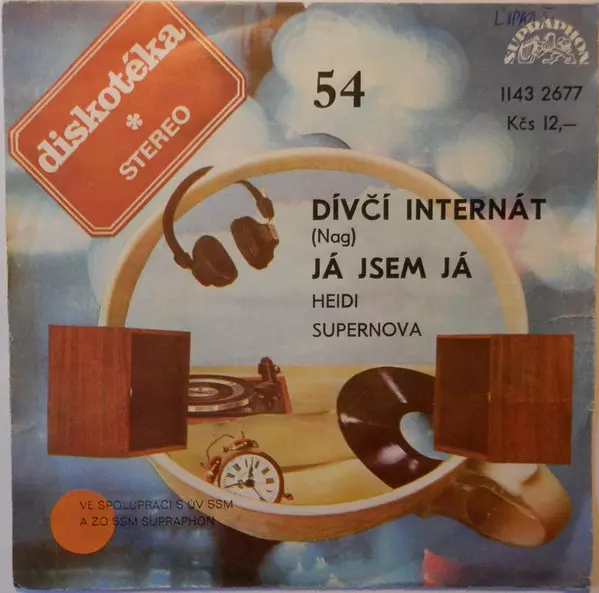 diskotéka
*
STEREO
54
SUPRAPHON
1143 2677
Kčs 12,—
DÍVČÍ INTERNÁT
(Nag)
JÁ JSEM JÁ
HEIDI
SUPERNOVA
VE SPOLUPRÁCI S ÚV SSM
A ZO SSM SUPRAPHON